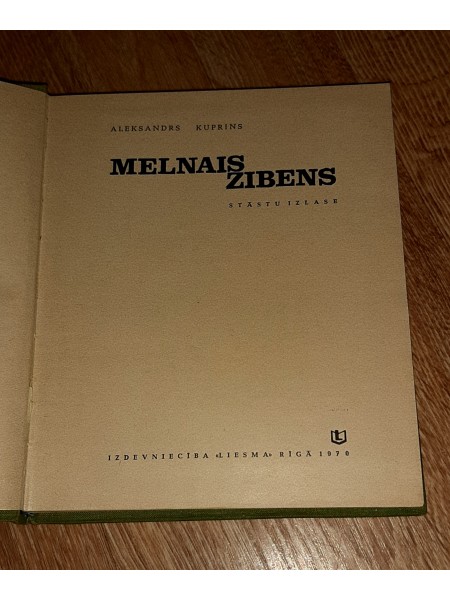 ALEKSANDRS KUPRINS
MELNAIS
ZIBENS
STĀSTU IZLASE
IZDEVNIECĪBA «LIESMA» RĪGĀ 1970